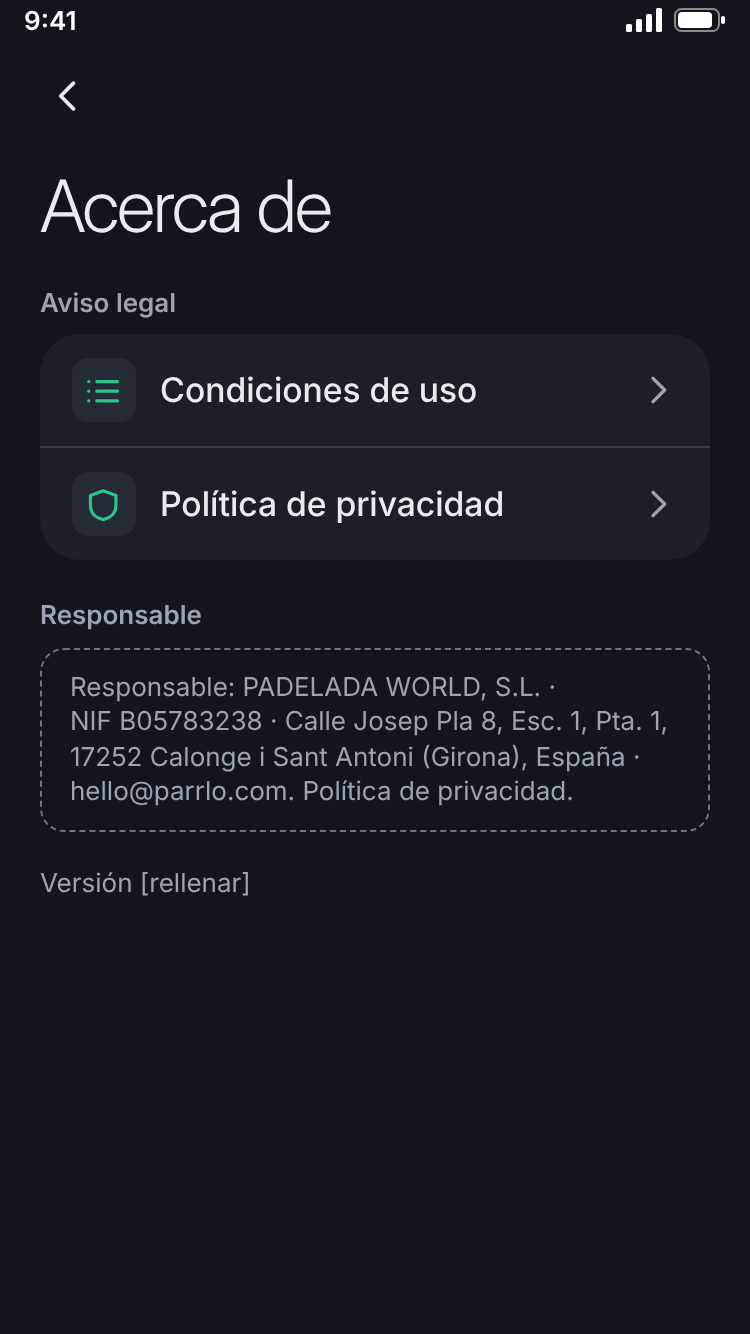 9:41
Acerca de
Aviso legal
Condiciones de uso
Política de privacidad
Responsable
Responsable: PADELADA WORLD, S.L. ·
NIF B05783238 · Calle Josep Pla 8, Esc. 1, Pta. 1,
17252 Calonge i Sant Antoni (Girona), España ·
hello@parrlo.com. Política de privacidad.
Versión [rellenar]